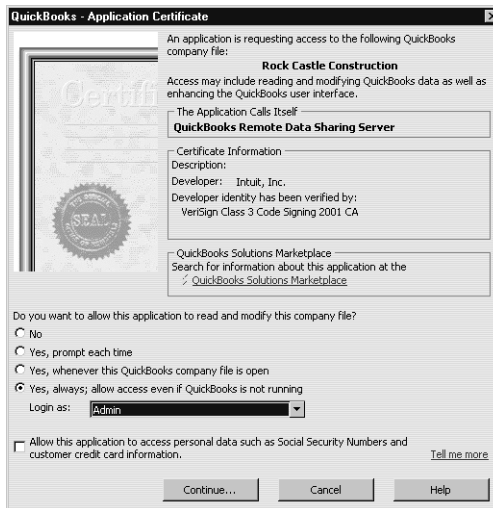 QuickBooks - Application Certificate
An application is requesting access to the following QuickBooks
company file:
Rock Castle Construction
Access may include reading and modifying QuickBooks data as well as
enhancing the QuickBooks user interface.
The Application Calls Itself
QuickBooks Remote Data Sharing Server
Certificate Information
Description:
Developer: Intuit, Inc.
Developer identity has been verified by:
VeriSign Class 3 Code Signing 2001 CA
QuickBooks Solutions Marketplace
Search for information about this application at the
QuickBooks Solutions Marketplace
Certifi
SEAL
Do you want to allow this application to read and modify this company file?
No
Yes, prompt each time
Yes, whenever this QuickBooks company file is open
Yes, always; allow access even if QuickBooks is not running
Login as: Admin
Allow this application to access personal data such as Social Security Numbers and
customer credit card information.
Tell me more
Continue... Cancel Help